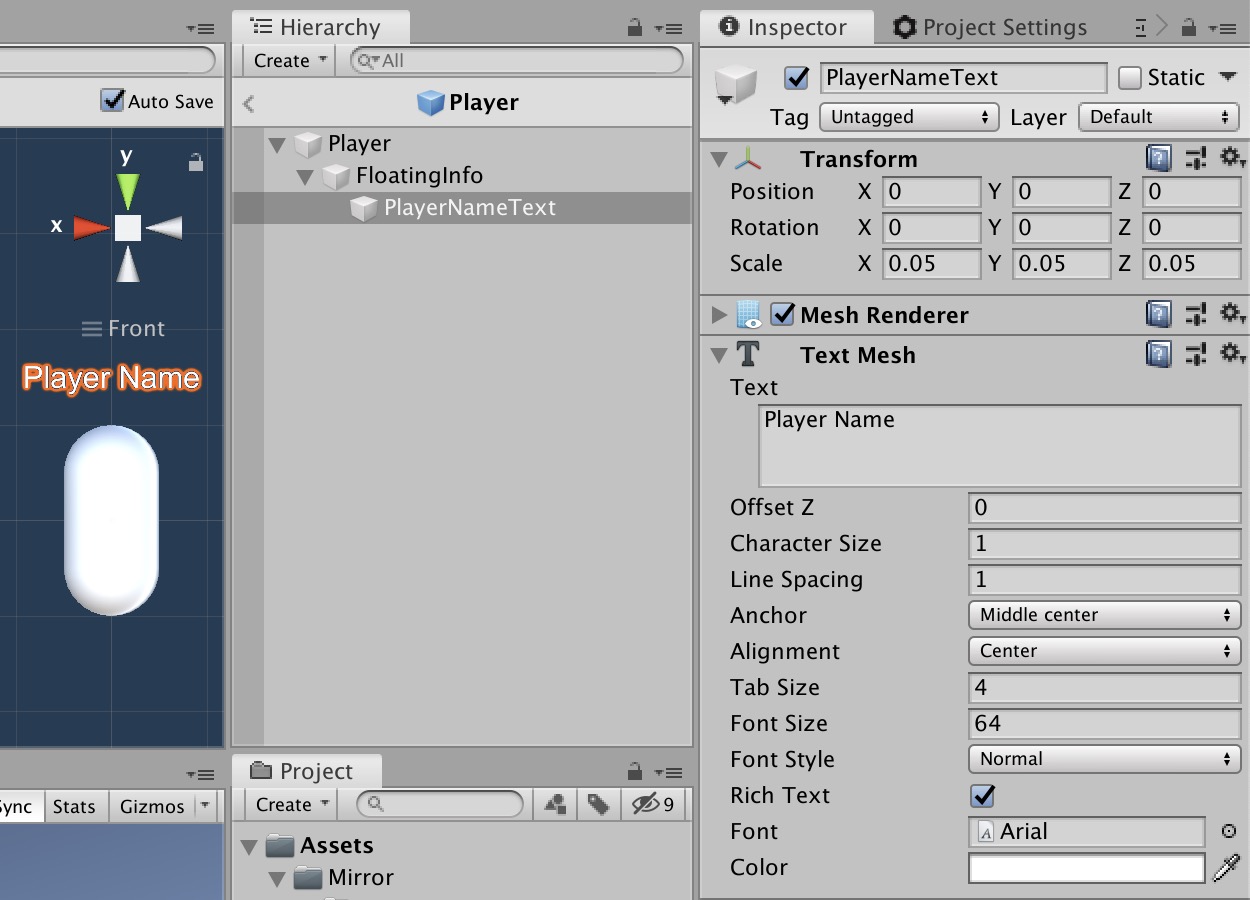 Hierarchy
Inspector
Project Settings
Create
All
PlayerNameText
Static
Auto Save
Player
Tag
Untagged
Layer
Default
Player
FloatingInfo
PlayerNameText
y
x
Front
Player Name
Transform
Position X 0 Y 0 Z 0
Rotation X 0 Y 0 Z 0
Scale X 0.05 Y 0.05 Z 0.05
Mesh Renderer
Text Mesh
Text
Player Name
Offset Z 0
Character Size 1
Line Spacing 1
Anchor Middle center
Alignment Center
Tab Size 4
Font Size 64
Font Style Normal
Rich Text
Font Arial
Color
Project
Stats
Gizmos
Create
9
Assets
Mirror